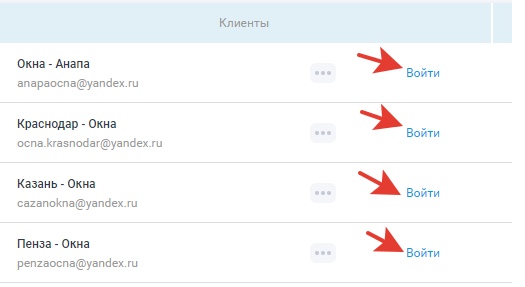 Клиенты
Окна - Анапа
Войти
anapaocna@yandex.ru
Краснодар - Окна
Войти
ocna.krasnodar@yandex.ru
Казань - Окна
Войти
cazanokna@yandex.ru
Пенза - Окна
Войти
penzaocna@yandex.ru